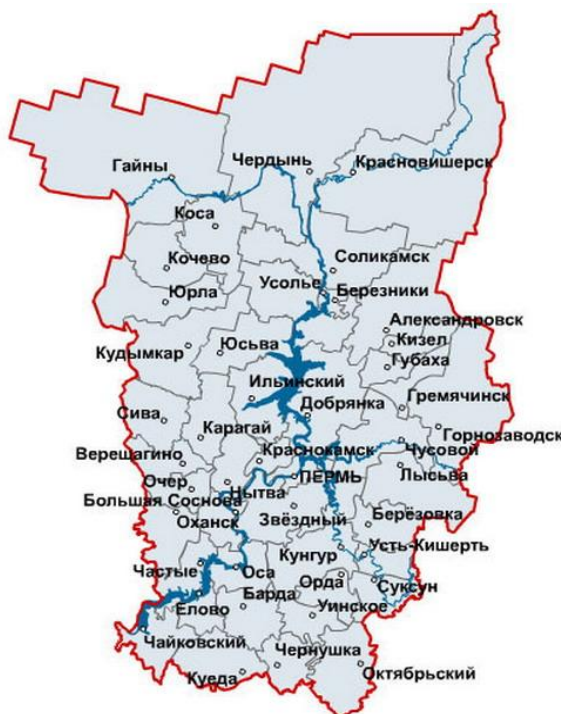 Гайны
Чердынь
Красновишерск
Коса
Кочево
Соликамск
Усолье
Юрла
Березники
Александровск
Кудымкар
Юсьва
Кизел
Губаха
Ильинский
Гремячинск
Сива
Добрянка
Карагай
Горнозаводск
Верещагино
Краснокамск
Чусовой
Очёр
ПЕРМЬ
Лысьва
Нытва
Большая Соснова
Оханск
Звёздный
Берёзовка
Кунгур
Усть-Кишерть
Частые
Оса
Орда
Суксун
Барда
Елово
Уинское
Чайковский
Чернушка
Куеда
Октябрьский